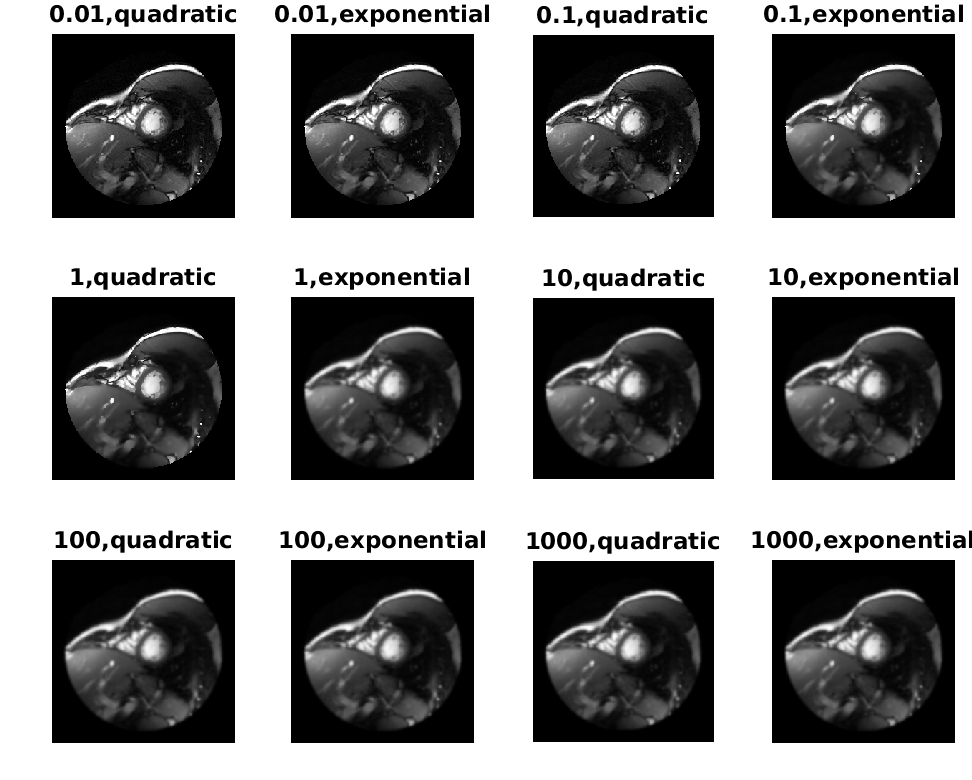 0.01,quadratic
0.01,exponential
0.1,quadratic
0.1,exponential
1,quadratic
1,exponential
10,quadratic
10,exponential
100,quadratic
100,exponential
1000,quadratic
1000,exponential